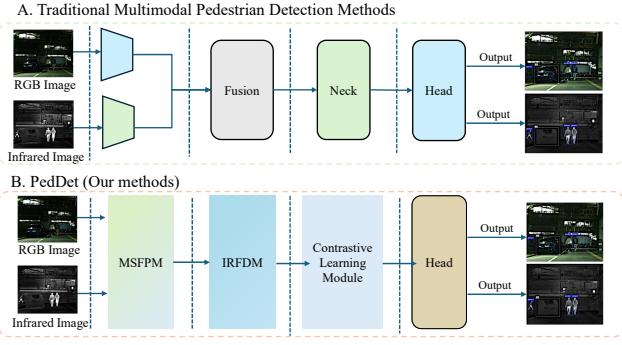 A. Traditional Multimodal Pedestrian Detection Methods
RGB Image
Infrared Image
Fusion
Neck
Head
Output
Output
B. PedDet (Our methods)
RGB Image
Infrared Image
MSFPM
IRFDM
Contrastive
Learning
Module
Head
Output
Output